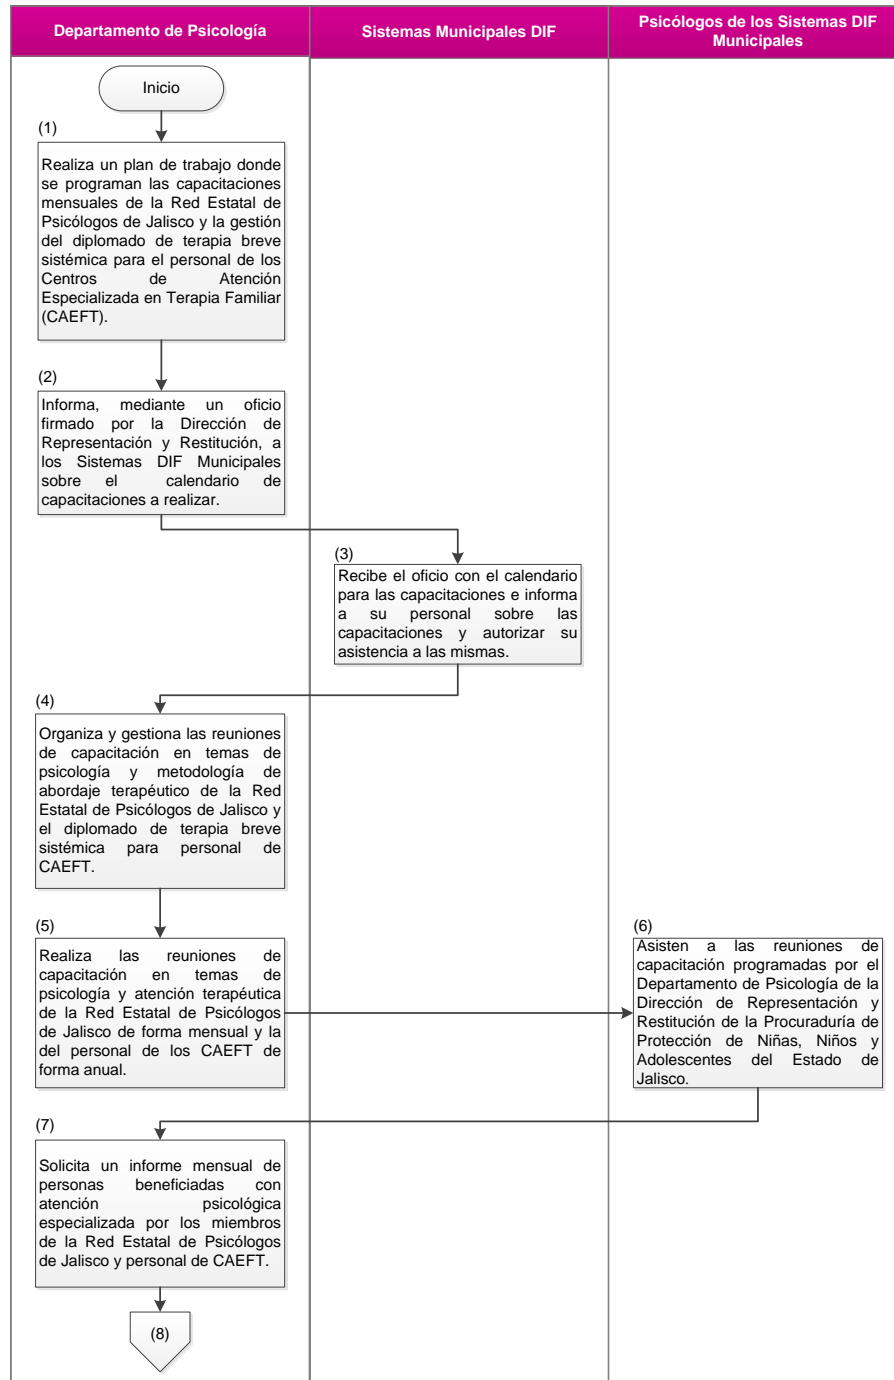 Departamento de Psicología
Sistemas Municipales DIF
Psicólogos de los Sistemas DIF
Municipales
Inicio
(1)
Realiza un plan de trabajo donde
se programan las capacitaciones
mensuales de la Red Estatal de
Psicólogos de Jalisco y la gestión
del diplomado de terapia breve
sistémica para el personal de los
Centros de Atención
Especializada en Terapia Familiar
(CAEFT).
(2)
Informa, mediante un oficio
firmado por la Dirección de
Representación y Restitución, a
los Sistemas DIF Municipales
sobre el calendario de
capacitaciones a realizar.
(3)
Recibe el oficio con el calendario
para las capacitaciones e informa
a su personal sobre las
capacitaciones y autorizar su
asistencia a las mismas.
(4)
Organiza y gestiona las reuniones
de capacitación en temas de
psicología y metodología de
abordaje terapéutico de la Red
Estatal de Psicólogos de Jalisco y
el diplomado de terapia breve
sistémica para personal de
CAEFT.
(5)
Realiza las reuniones de
capacitación en temas de
psicología y atención terapéutica
de la Red Estatal de Psicólogos
de Jalisco de forma mensual y la
del personal de los CAEFT de
forma anual.
(6)
Asisten a las reuniones de
capacitación programadas por el
Departamento de Psicología de la
Dirección de Representación y
Restitución de la Procuraduría de
Protección de Niñas, Niños y
Adolescentes del Estado de
Jalisco.
(7)
Solicita un informe mensual de
personas beneficiadas con
atención psicológica
especializada por los miembros
de la Red Estatal de Psicólogos
de Jalisco y personal de CAEFT.
(8)